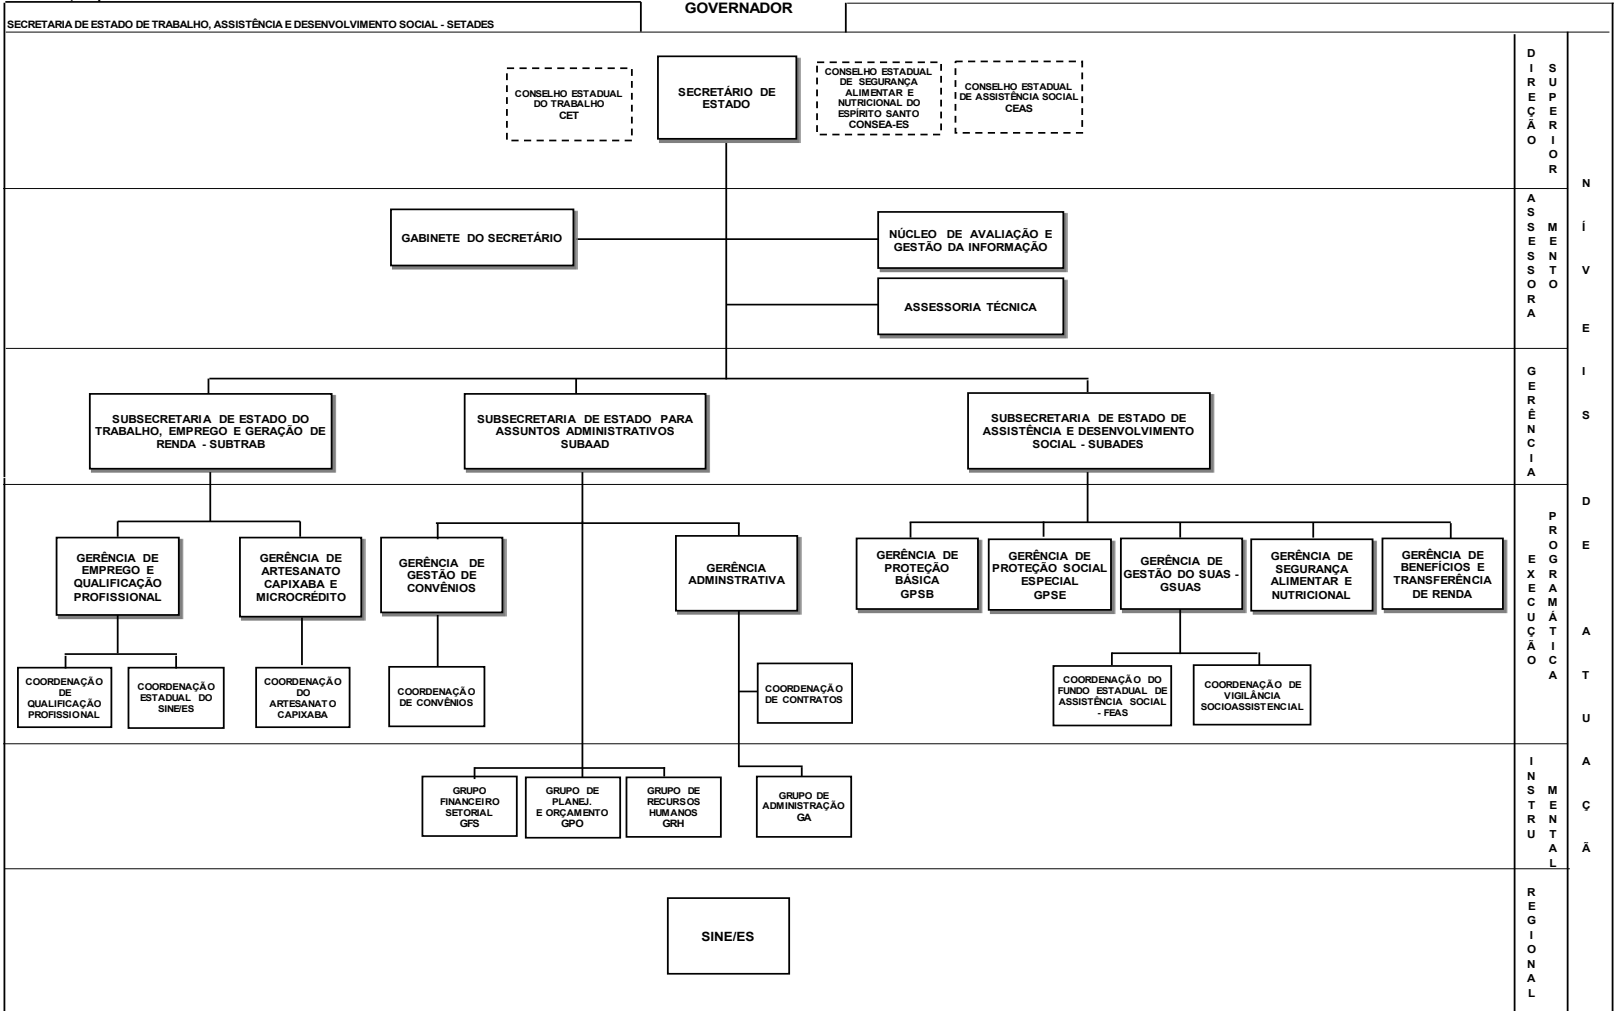 GOVERNADOR
SECRETARIA DE ESTADO DE TRABALHO, ASSISTÊNCIA E DESENVOLVIMENTO SOCIAL - SETADES
CONSELHO ESTADUAL
DO TRABALHO
CET
SECRETÁRIO DE
ESTADO
CONSELHO ESTADUAL
DE SEGURANÇA
ALIMENTAR E
NUTRICIONAL DO
ESPÍRITO SANTO
CONSEA-ES
CONSELHO ESTADUAL
DE ASSISTÊNCIA SOCIAL
CEAS
DIREÇÃO
SUPERIOR
GABINETE DO SECRETÁRIO
NÚCLEO DE AVALIAÇÃO E
GESTÃO DA INFORMAÇÃO
ASSESSORIA TÉCNICA
ASSESSORA
MENTO
SUBSECRETARIA DE ESTADO DO
TRABALHO, EMPREGO E GERAÇÃO DE
RENDA - SUBTRAB
SUBSECRETARIA DE ESTADO PARA
ASSUNTOS ADMINISTRATIVOS
SUBAAD
SUBSECRETARIA DE ESTADO DE
ASSISTÊNCIA E DESENVOLVIMENTO
SOCIAL - SUBADES
GERÊNCIA
GERÊNCIA DE
EMPREGO E
QUALIFICAÇÃO
PROFISSIONAL
GERÊNCIA DE
ARTESANATO
CAPIXABA E
MICROCRÉDITO
GERÊNCIA DE
GESTÃO DE
CONVÊNIOS
GERÊNCIA
ADMINSTRATIVA
GERÊNCIA DE
PROTEÇÃO
BÁSICA
GPSB
GERÊNCIA DE
PROTEÇÃO SOCIAL
ESPECIAL
GPSE
GERÊNCIA DE
GESTÃO DO SUAS -
GSUAS
GERÊNCIA DE
SEGURANÇA
ALIMENTAR E
NUTRICIONAL
GERÊNCIA DE
BENEFÍCIOS E
TRANSFERÊNCIA
DE RENDA
COORDENAÇÃO
DE
QUALIFICAÇÃO
PROFISSIONAL
COORDENAÇÃO
ESTADUAL DO
SINE/ES
COORDENAÇÃO
DO
ARTESANATO
CAPIXABA
COORDENAÇÃO
DE CONVÊNIOS
COORDENAÇÃO
DE CONTRATOS
COORDENAÇÃO DO
FUNDO ESTADUAL DE
ASSISTÊNCIA SOCIAL
- FEAS
COORDENAÇÃO DE
VIGILÂNCIA
SOCIOASSISTENCIAL
EXECUÇÃO
PROGRAMÁTICA
GRUPO
FINANCEIRO
SETORIAL
GFS
GRUPO DE
PLANEJ.
E ORÇAMENTO
GPO
GRUPO DE
RECURSOS
HUMANOS
GRH
GRUPO DE
ADMINISTRAÇÃO
GA
INSTRU
MENTAL
SINE/ES
REGIONAL
NÍVEIS DE ATUAÇÃ